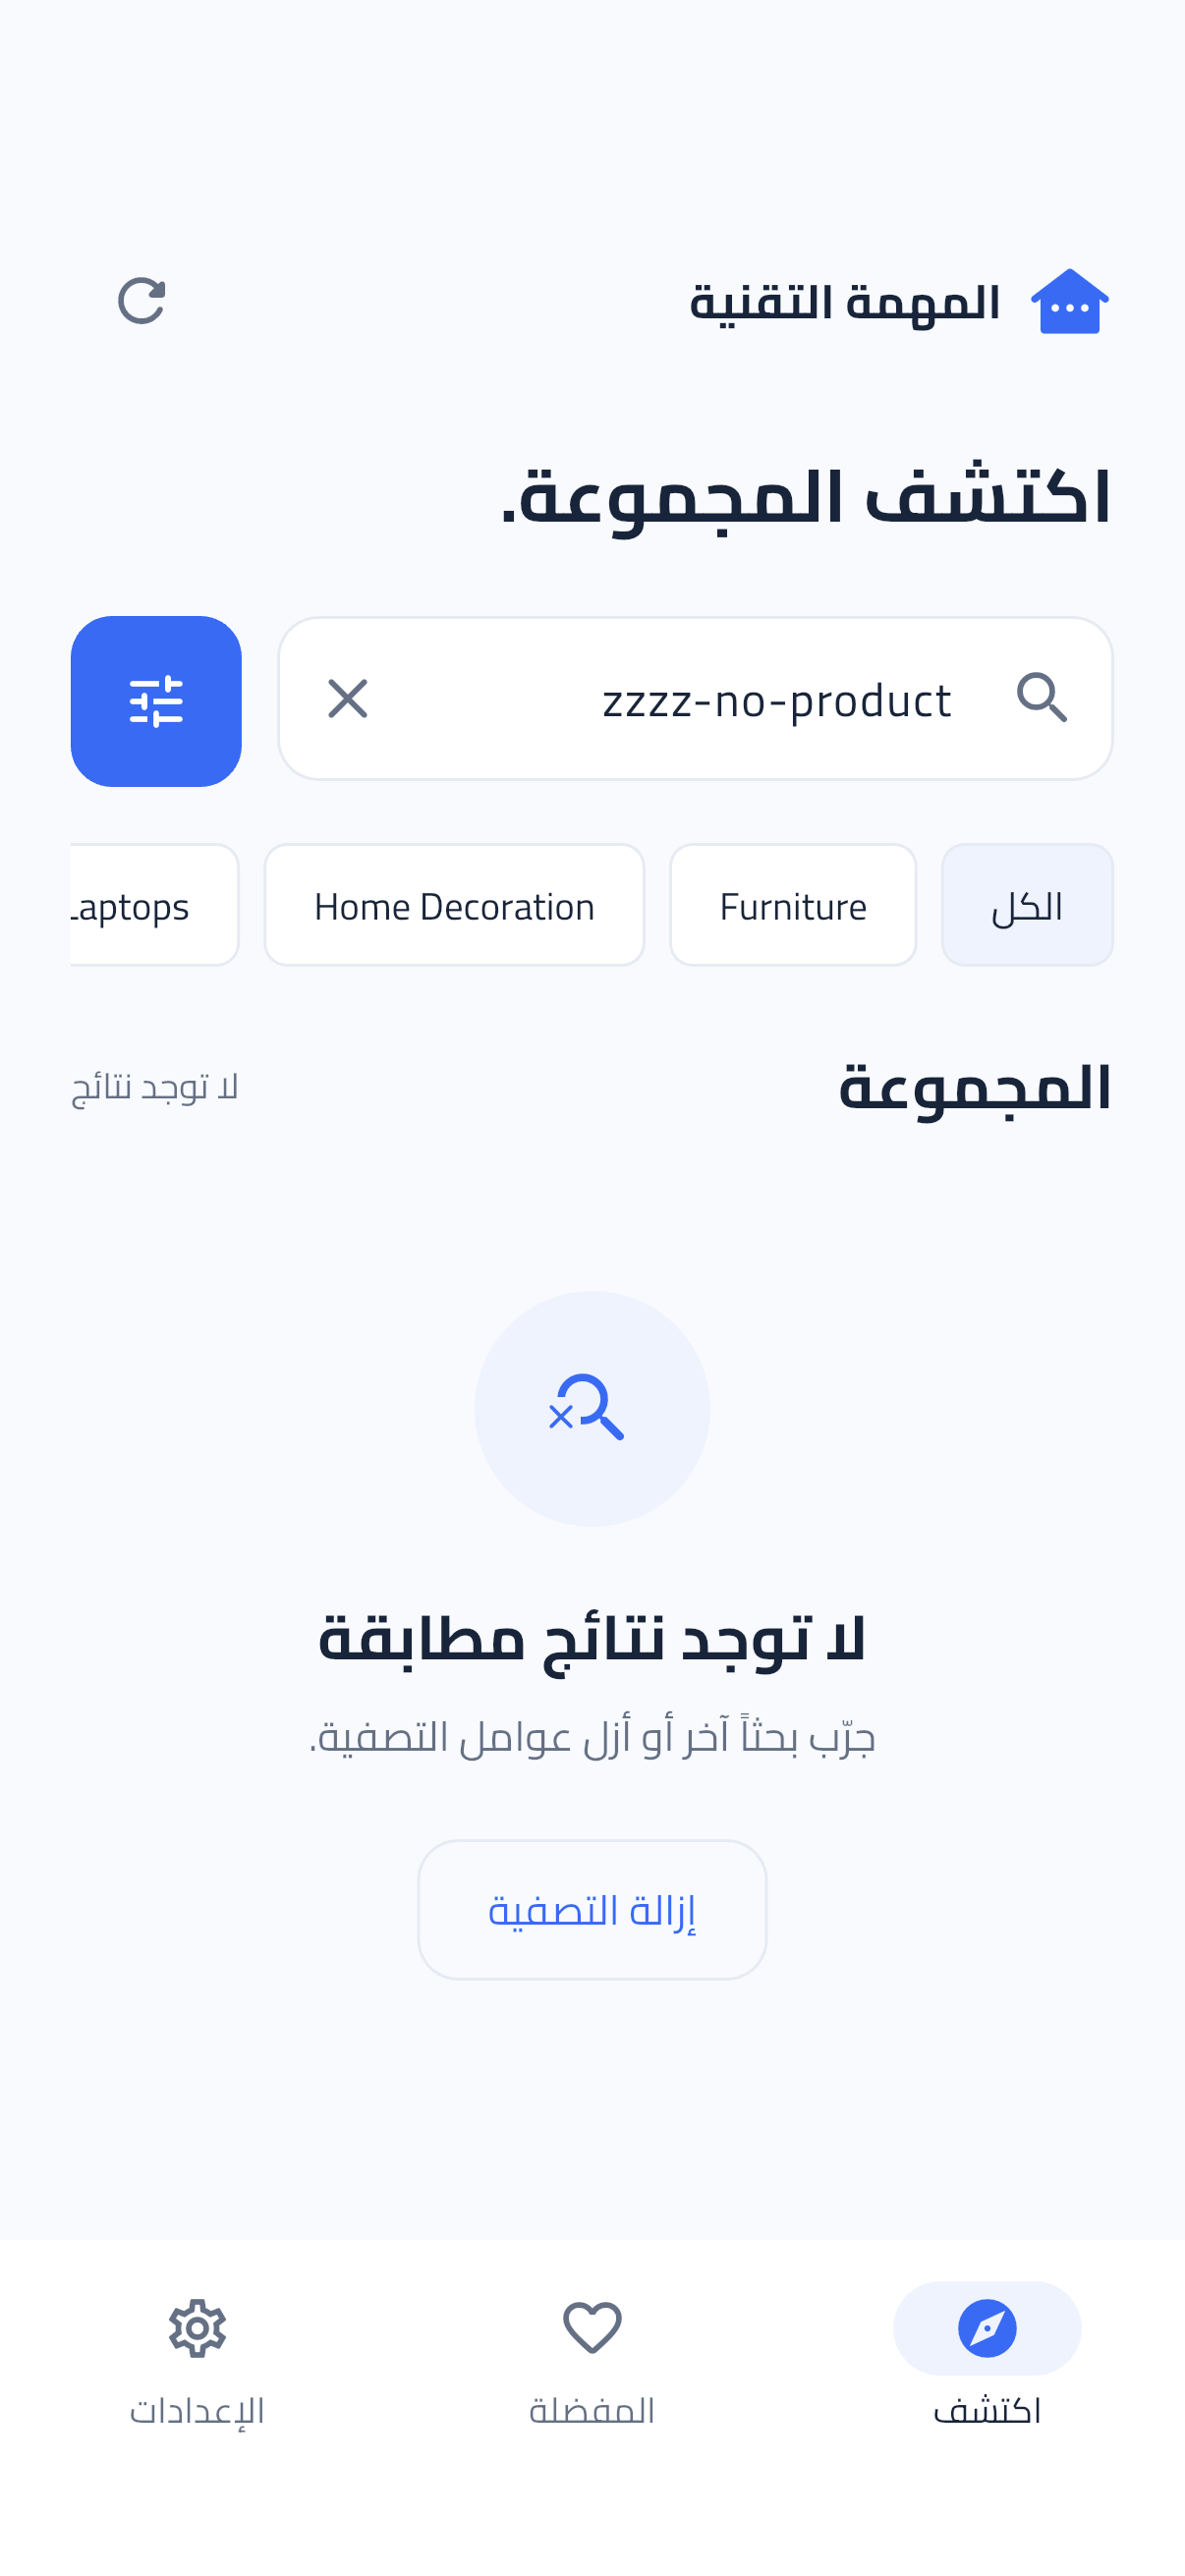 المهمة التقنية
اكتشف المجموعة.
zzzz-no-product
الكل
Furniture
Home Decoration
Laptops
المجموعة
لا توجد نتائج
لا توجد نتائج مطابقة
جرّب بحثاً آخر أو أزل عوامل التصفية.
إزالة التصفية
اكتشف
المفضلة
الإعدادات